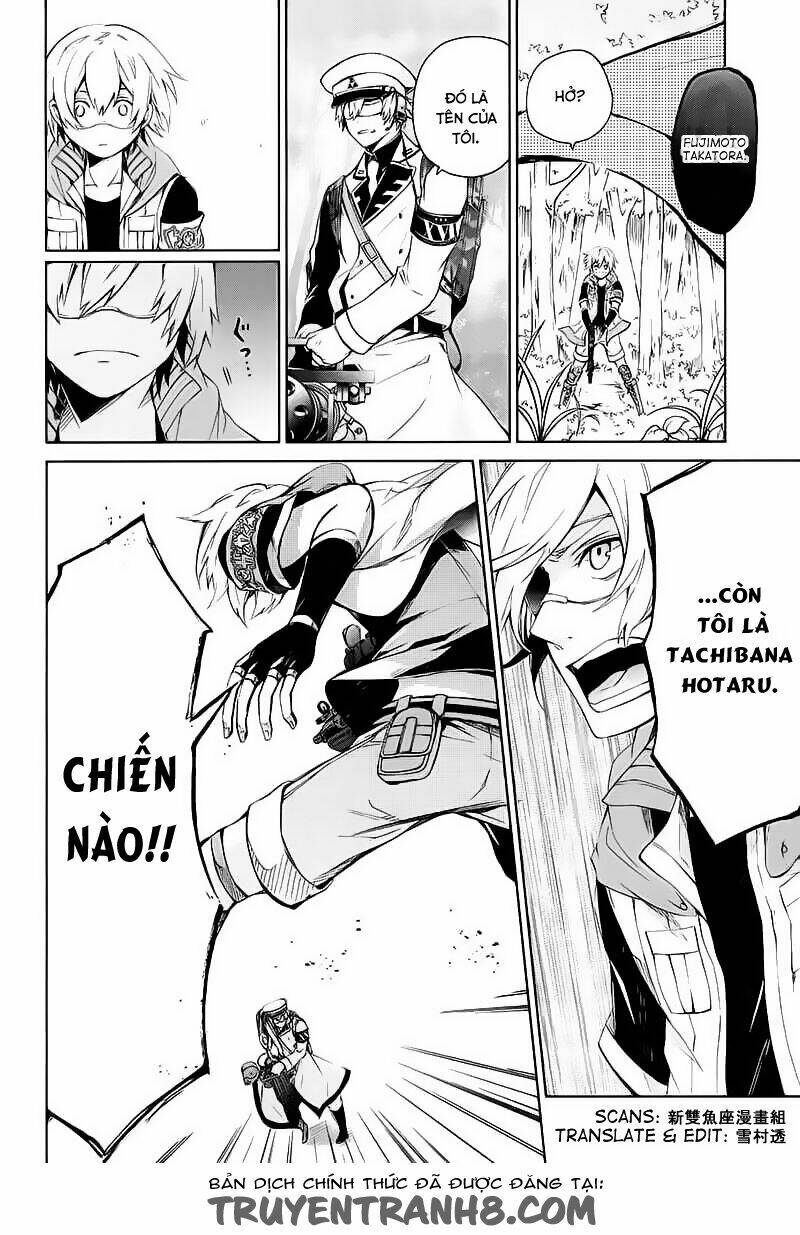 FUJIMOTO
TAKATORA.
HỞ?
ĐÓ LÀ
TÊN CỦA
TÔI.
ぐっ…
...CÒN
TÔI LÀ
TACHIBANA
HOTARU.
CHIẾN
NÀO!!
SCANS: 新雙魚座漫畫組
TRANSLATE & EDIT: 雪村透
BẢN DỊCH CHÍNH THỨC ĐÃ ĐƯỢC ĐĂNG TẠI:
TRUYENTRANH8.COM